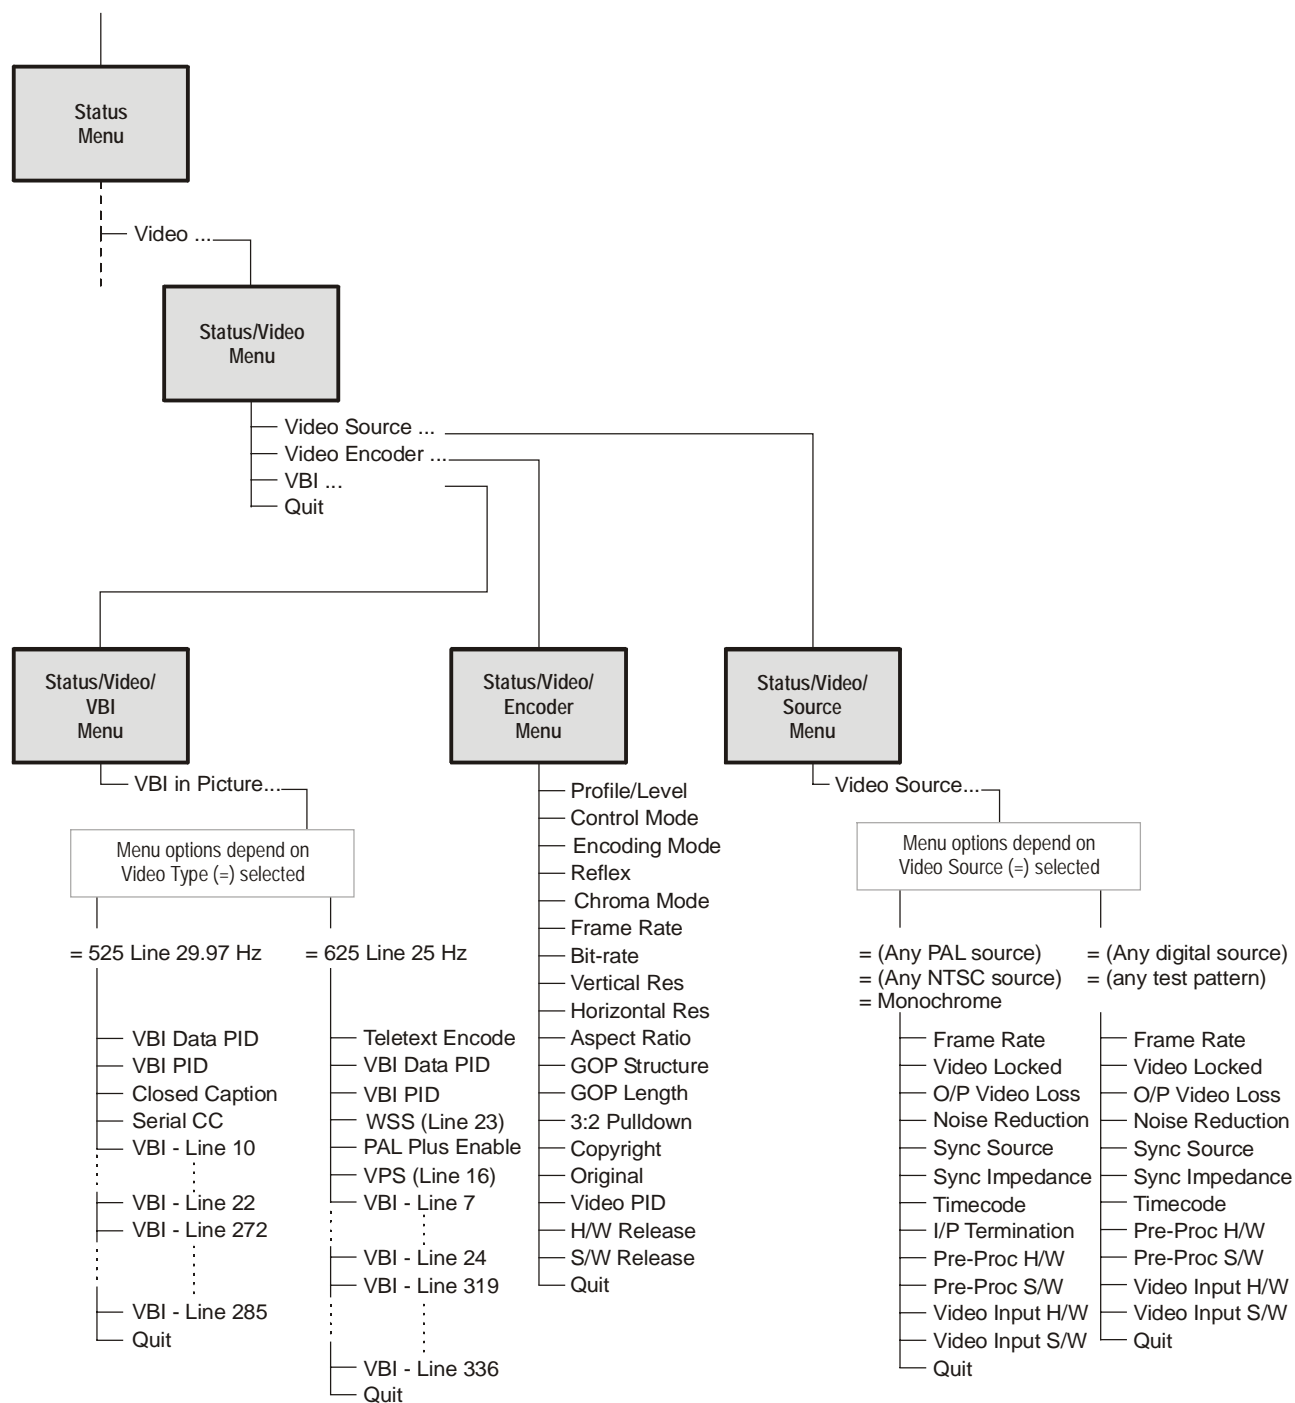 Status
Menu
Video ...
Status/Video
Menu
Video Source ...
Video Encoder ...
VBI ...
Quit
Status/Video/
VBI
Menu
VBI in Picture...
Menu options depend on
Video Type (=) selected
= 525 Line 29.97 Hz
VBI Data PID
VBI PID
Closed Caption
Serial CC
VBI - Line 10
VBI - Line 22
VBI - Line 272
VBI - Line 285
Quit
= 625 Line 25 Hz
Teletext Encode
VBI Data PID
VBI PID
WSS (Line 23)
PAL Plus Enable
VPS (Line 16)
VBI - Line 7
VBI - Line 24
VBI - Line 319
VBI - Line 336
Quit
Status/Video/
Encoder
Menu
Profile/Level
Control Mode
Encoding Mode
Reflex
Chroma Mode
Frame Rate
Bit-rate
Vertical Res
Horizontal Res
Aspect Ratio
GOP Structure
GOP Length
3:2 Pulldown
Copyright
Original
Video PID
H/W Release
S/W Release
Quit
Status/Video/
Source
Menu
Video Source...
Menu options depend on
Video Source (=) selected
= (Any PAL source)
= (Any NTSC source)
= Monochrome
Frame Rate
Video Locked
O/P Video Loss
Noise Reduction
Sync Source
Sync Impedance
Timecode
I/P Termination
Pre-Proc H/W
Pre-Proc S/W
Video Input H/W
Video Input S/W
Quit
= (Any digital source)
= (any test pattern)
Frame Rate
Video Locked
O/P Video Loss
Noise Reduction
Sync Source
Sync Impedance
Timecode
Pre-Proc H/W
Pre-Proc S/W
Video Input H/W
Video Input S/W
Quit